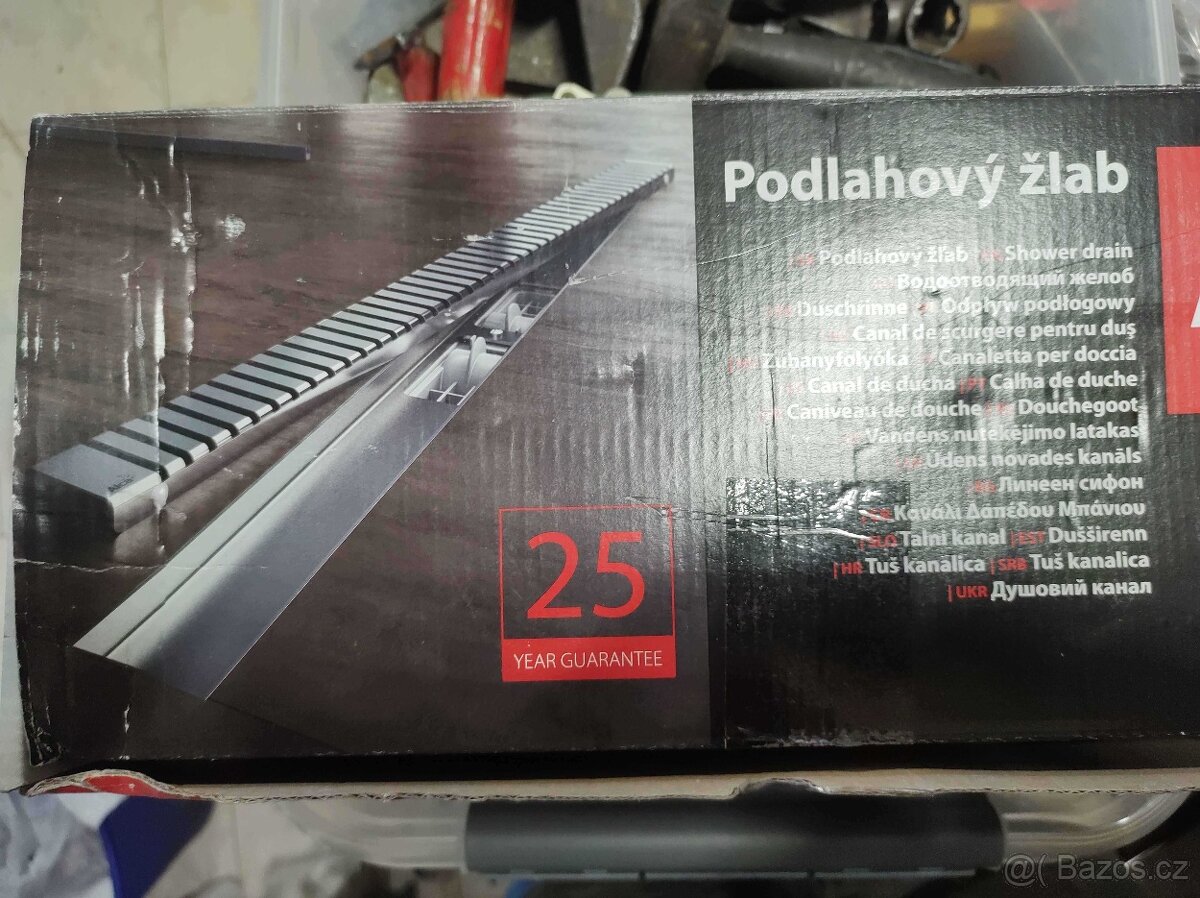 Podlahový žlab
Podlahový žľab Shower drain
Водоотводящий желоб
Duschrinne Odpływ podłogowy
Canal de scurgere pentru duș
Zuhanyfolyóka Canaletta per doccia
Canal de ducha Calha de duche
Caniveau de douche Douchegoot
Vandens nutekėjimo latakas
Ūdens novades kanāls
Линеен сифон
Κανάλι Δαπέδου Μπάνιου
| SLO Talni kanal | EST Dušširenn
| HR Tuš kanalica | SRB Tuš kanalica
| UKR Душовий канал
25
YEAR GUARANTEE
@( Bazos.cz